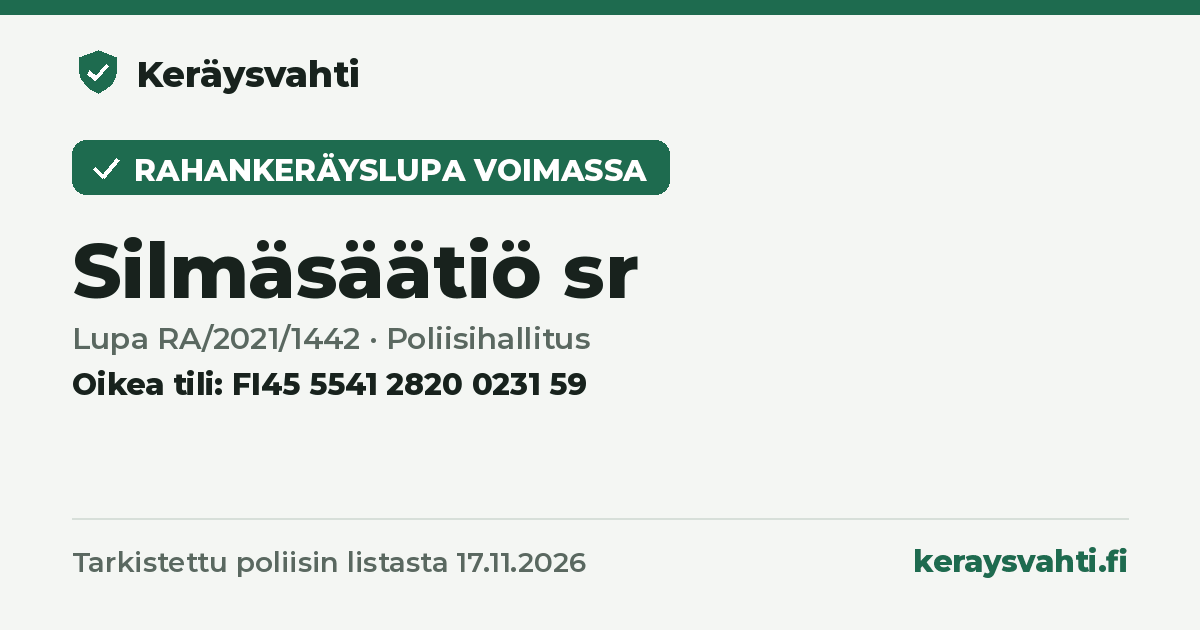 Keräysvahti
RAHANKERÄYSLUPA VOIMASSA
Silmäsäätiö sr
Lupa RA/2021/1442 · Poliisihallitus
Oikea tili: FI45 5541 2820 0231 59
Tarkistettu poliisin listasta 17.11.2026
keraysvahti.fi